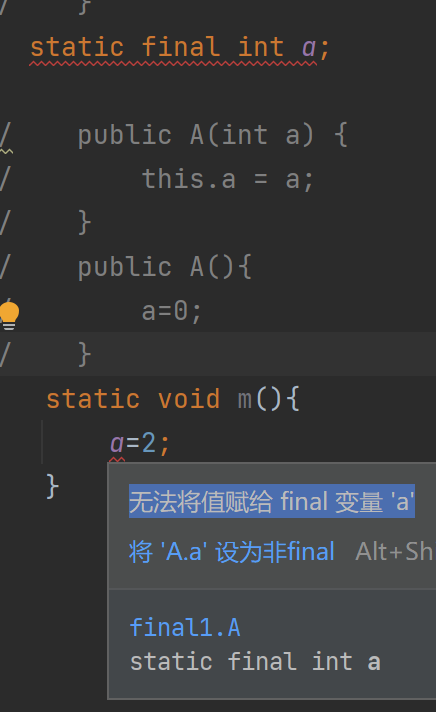 /    }
static final int a;
/    public A(int a) {
/        this.a = a;
/    }
/    public A(){
/        a=0;
/    }
static void m(){
    a=2;
}
无法将值赋给 final 变量 'a'
将 'A.a' 设为非final Alt+Sh
final1.A
static final int a